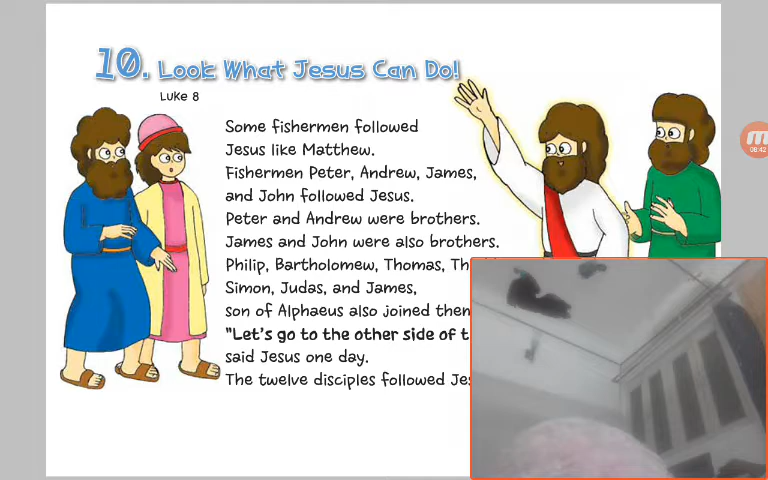 10. Look What Jesus Can Do!
Luke 8
Some fishermen followed
Jesus like Matthew.
Fishermen Peter, Andrew, James,
and John followed Jesus.
Peter and Andrew were brothers.
James and John were also brothers.
Philip, Bartholomew, Thomas,
Simon, Judas, and James,
son of Alphaeus also joined
"Let's go to the other side of
said Jesus one day.
The twelve disciples followed
08:42